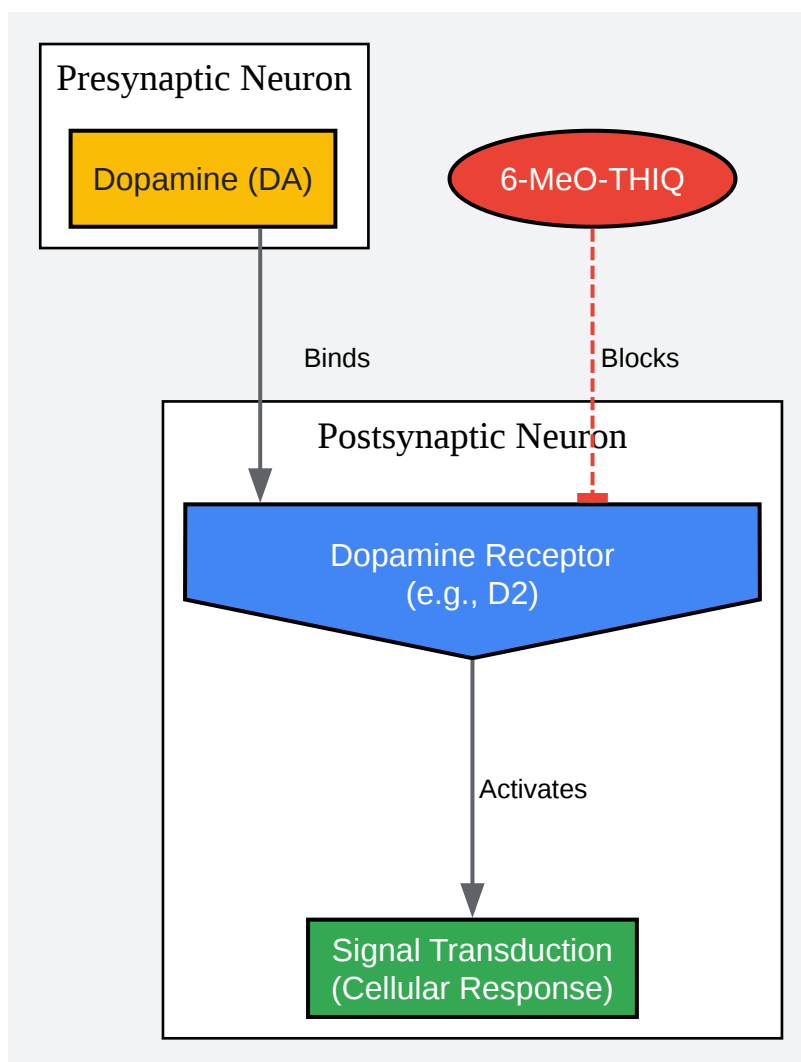 Presynaptic Neuron
Dopamine (DA)
6-MeO-THIQ
Binds
Blocks
Postsynaptic Neuron
Dopamine Receptor
(e.g., D2)
Activates
Signal Transduction
(Cellular Response)